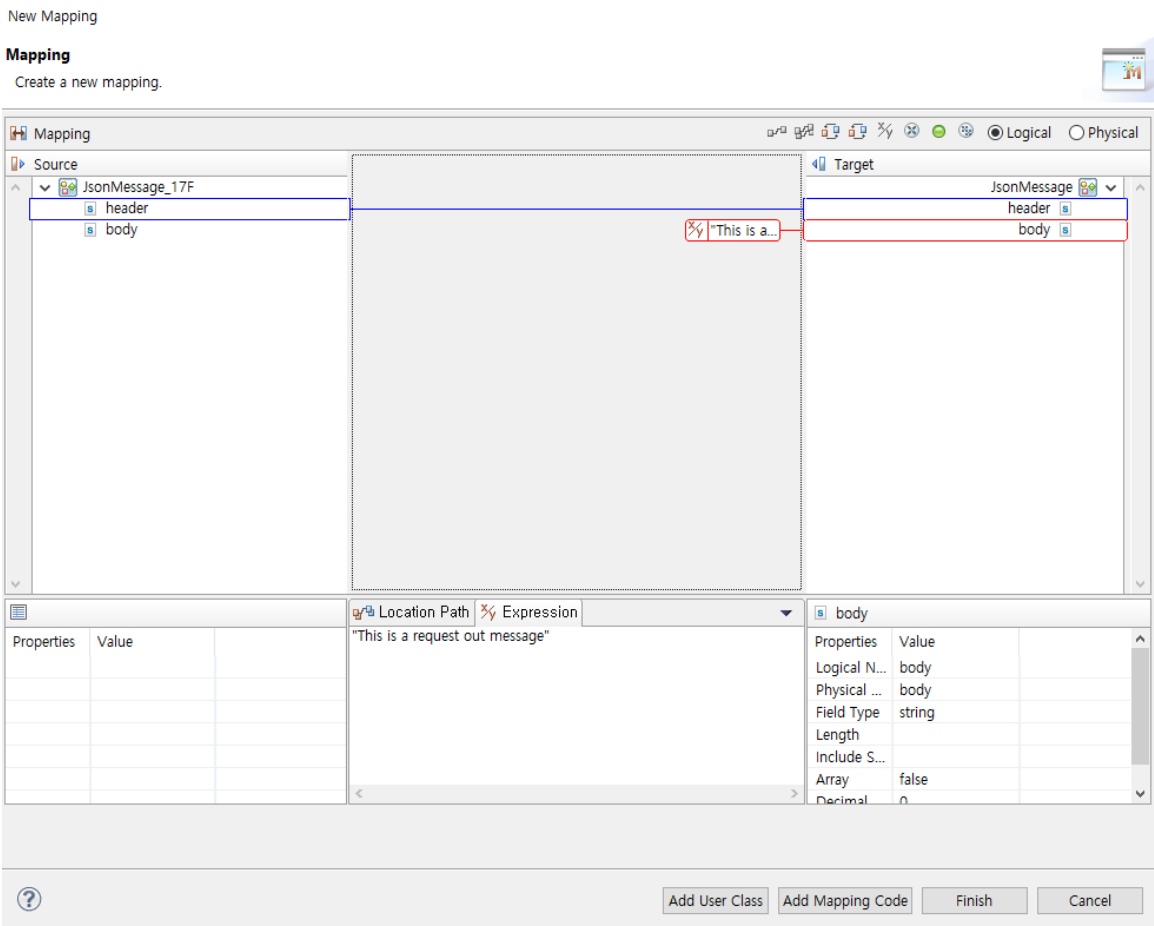 New Mapping
Mapping
Create a new mapping.
Mapping
Logical Physical
Source
Target
JsonMessage_17F
JsonMessage
header
header
body
"This is a...
body
Location Path
Expression
body
Properties Value
"This is a request out message"
Properties Value
Logical N... body
Physical ... body
Field Type string
Length
Include S...
Array false
Decimal 0
Add User Class Add Mapping Code Finish Cancel